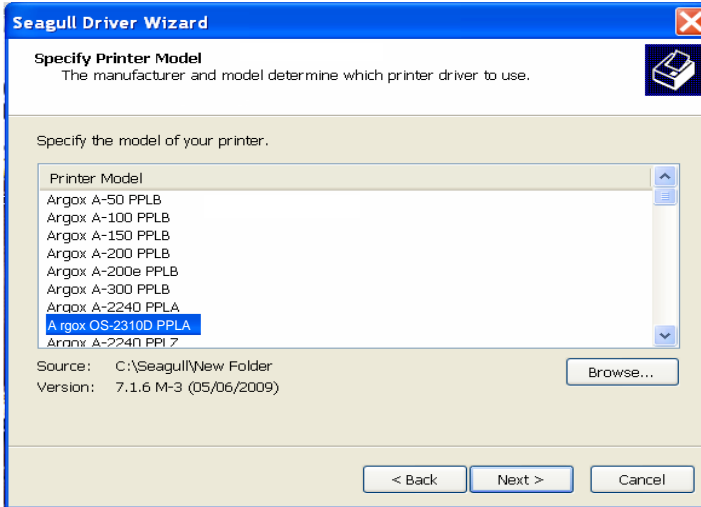 Seagull Driver Wizard
Specify Printer Model
The manufacturer and model determine which printer driver to use.
Specify the model of your printer.
Printer Model
Argox A-50 PPLB
Argox A-100 PPLB
Argox A-150 PPLB
Argox A-200 PPLB
Argox A-200e PPLB
Argox A-300 PPLB
Argox A-2240 PPLA
A rgox OS-2310D PPLA
Argox A-2240 PPLZ
Source: C:\Seagull\New Folder
Browse...
Version: 7.1.6 M-3 (05/06/2009)
< Back Next > Cancel